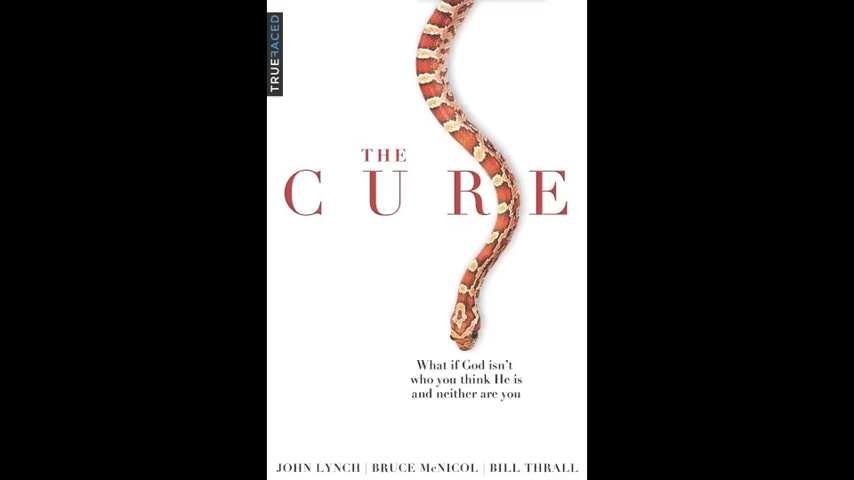 TRUEFACED
THE
CURE
What if God isn't
who you think He is
and neither are you
JOHN LYNCH | BRUCE McNICOL | BILL THRALL